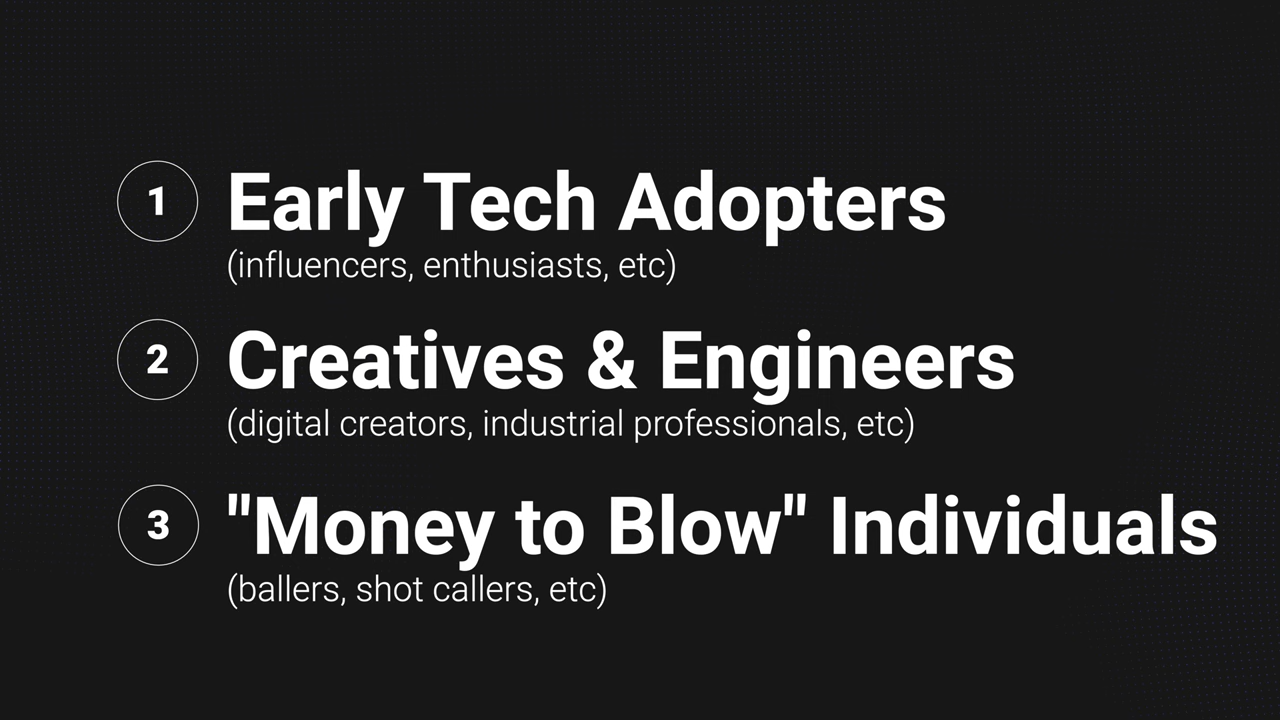 1 Early Tech Adopters
(influencers, enthusiasts, etc)
2 Creatives & Engineers
(digital creators, industrial professionals, etc)
3 "Money to Blow" Individuals
(ballers, shot callers, etc)